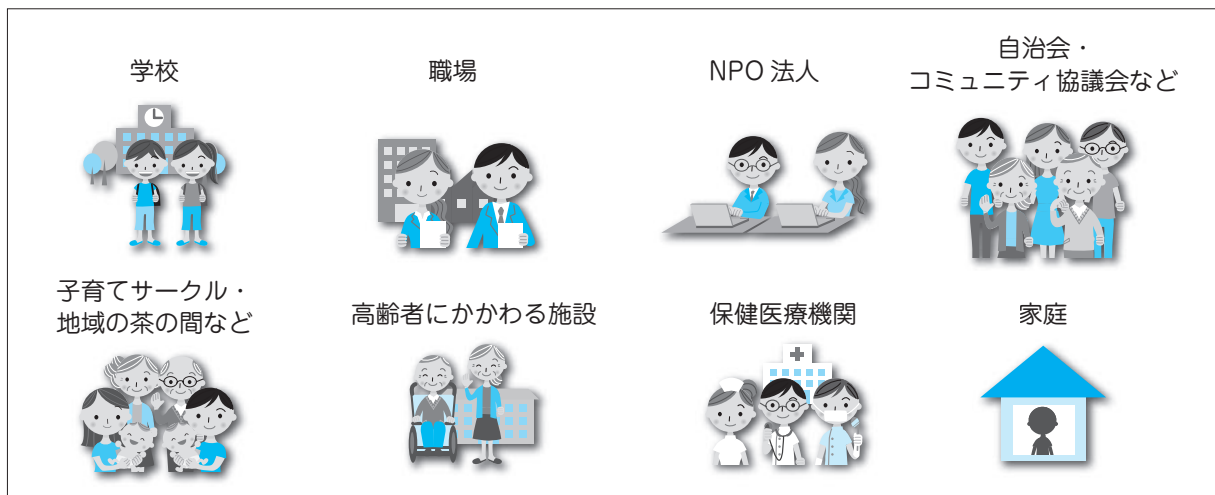 学校
職場
NPO 法人
自治会・
コミュニティ協議会など
子育てサークル・
地域の茶の間など
高齢者にかかわる施設
保健医療機関
家庭